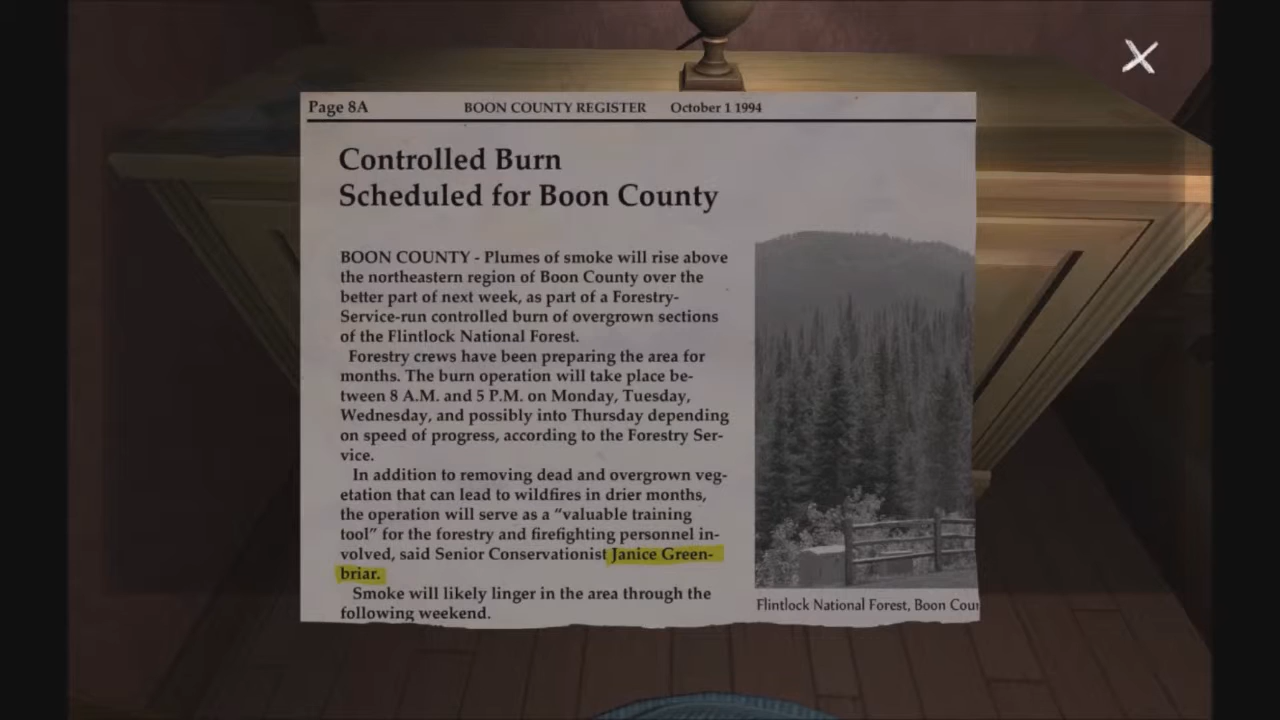 Page 8A BOON COUNTY REGISTER October 1 1994
Controlled Burn
Scheduled for Boon County
BOON COUNTY - Plumes of smoke will rise above
the northeastern region of Boon County over the
better part of next week, as part of a Forestry-
Service-run controlled burn of overgrown sections
of the Flintlock National Forest.
Forestry crews have been preparing the area for
months. The burn operation will take place be-
tween 8 A.M. and 5 P.M. on Monday, Tuesday,
Wednesday, and possibly into Thursday depending
on speed of progress, according to the Forestry Ser-
vice.
In addition to removing dead and overgrown veg-
etation that can lead to wildfires in drier months,
the operation will serve as a “valuable training
tool” for the forestry and firefighting personnel in-
volved, said Senior Conservationist Janice Green-
briar.
Smoke will likely linger in the area through the
following weekend.
Flintlock National Forest, Boon Cour